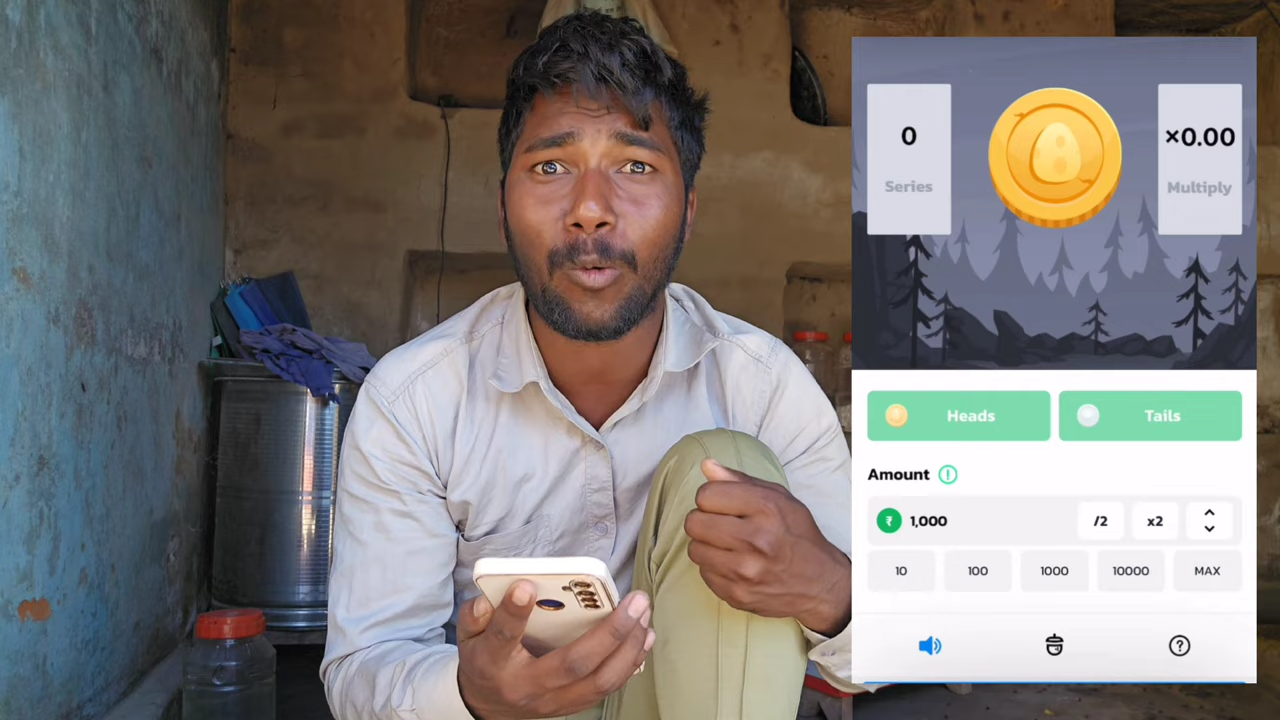 0
Series
×0.00
Multiply
Heads
Tails
Amount
₹ 1,000
/2
x2
10
100
1000
10000
MAX